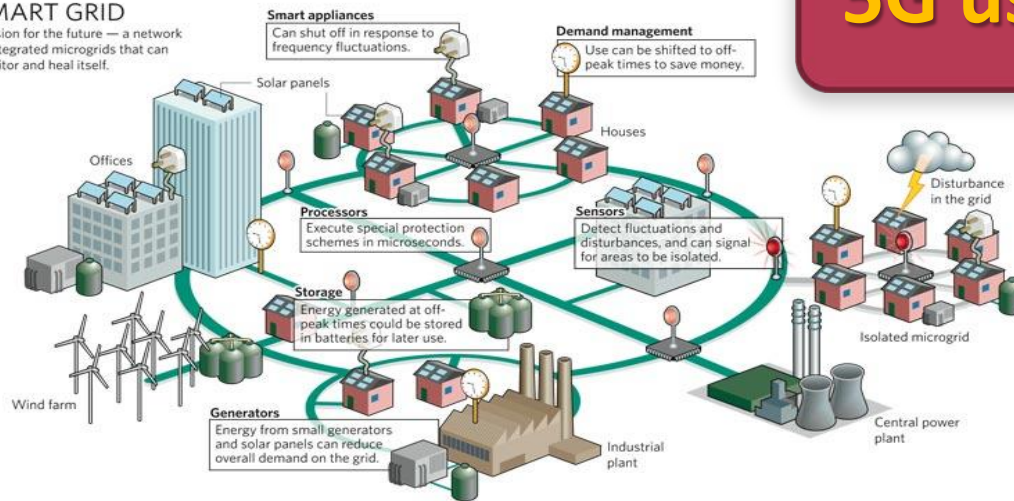 MART GRID
sion for the future — a network
tegrated microgrids that can
itor and heal itself.
5G us
Smart appliances
Can shut off in response to
frequency fluctuations.
Demand management
Use can be shifted to off-
peak times to save money.
Solar panels
Houses
Offices
Disturbance
in the grid
Processors
Execute special protection
schemes in microseconds.
Sensors
Detect fluctuations and
disturbances, and can signal
for areas to be isolated.
Storage
Energy generated at off-
peak times could be stored
in batteries for later use.
Isolated microgrid
Wind farm
Generators
Energy from small generators
and solar panels can reduce
overall demand on the grid.
Industrial
plant
Central power
plant